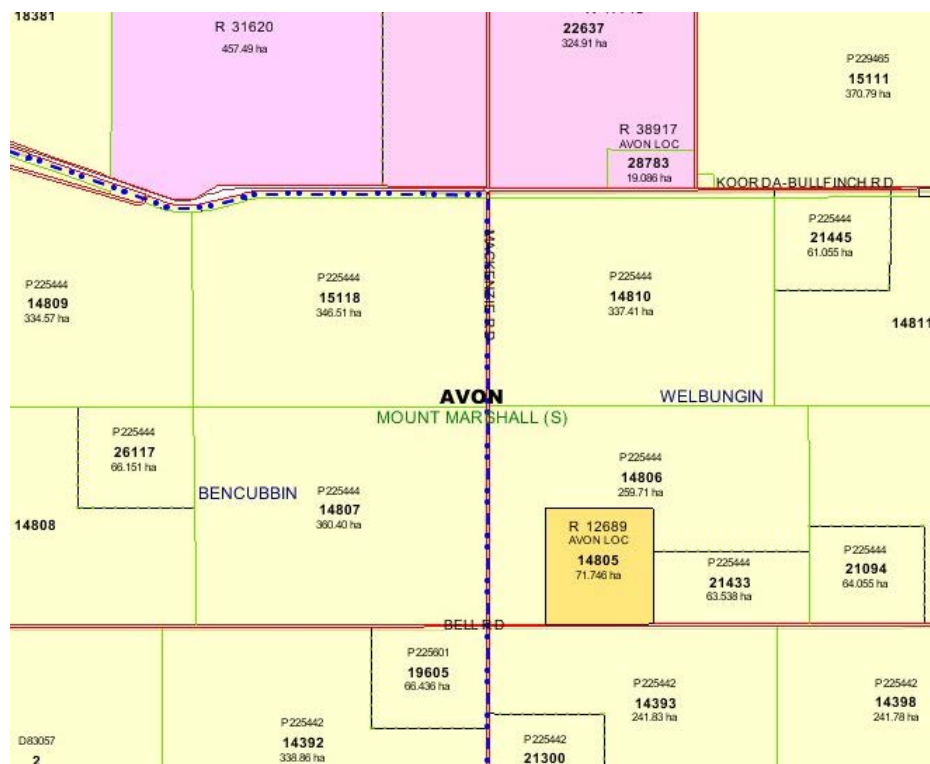 18381
R 31620
457.49 ha
22637
324.91 ha
P229465
15111
370.79 ha
R 38917
AVON LOC
28783
19.086 ha
KOORDA-BULLFINCH RD
P225444
21445
61.055 ha
MACKENZIE RD
P225444
14809
334.57 ha
P225444
15118
346.51 ha
P225444
14810
337.41 ha
14811
AVON
WELBUNGIN
MOUNT MARSHALL (S)
P225444
26117
66.151 ha
BENCUBBIN
P225444
14807
360.40 ha
P225444
14806
259.71 ha
14808
R 12689
AVON LOC
14805
71.746 ha
P225444
21433
63.538 ha
P225444
21094
64.055 ha
BELL RD
P225601
19605
66.436 ha
P225442
14393
241.83 ha
P225442
14398
241.78 ha
D83057
2
P225442
14392
338.86 ha
P225442
21300